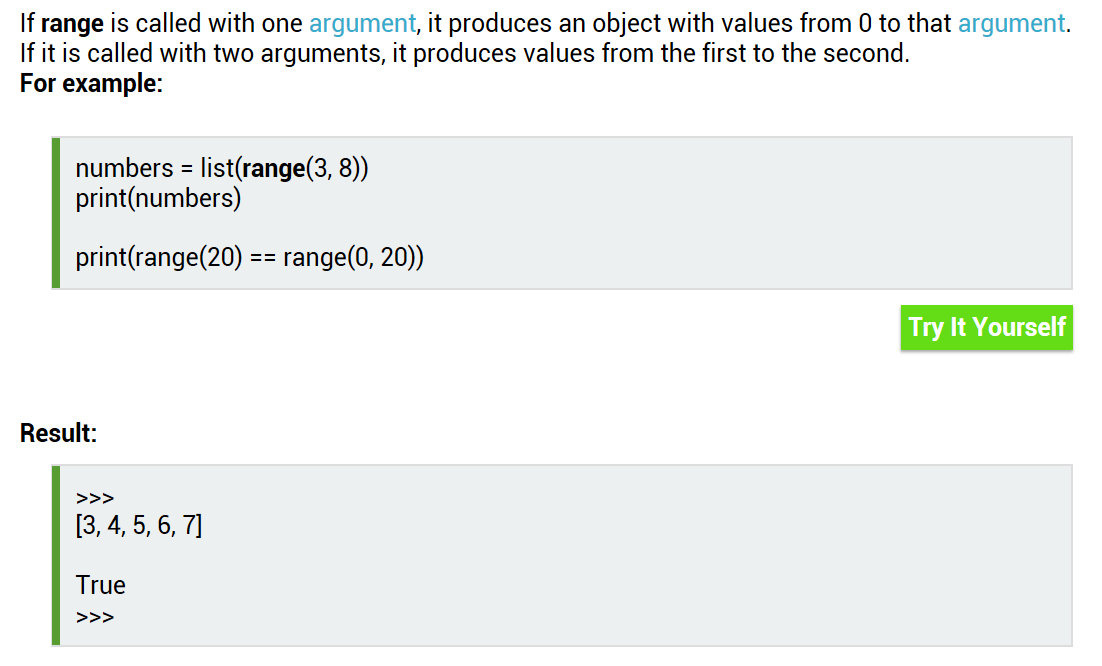 If range is called with one argument, it produces an object with values from 0 to that argument.
If it is called with two arguments, it produces values from the first to the second.
For example:
numbers = list(range(3, 8))
print(numbers)
print(range(20) == range(0, 20))
Try It Yourself
Result:
>>>
[3, 4, 5, 6, 7]
True
>>>